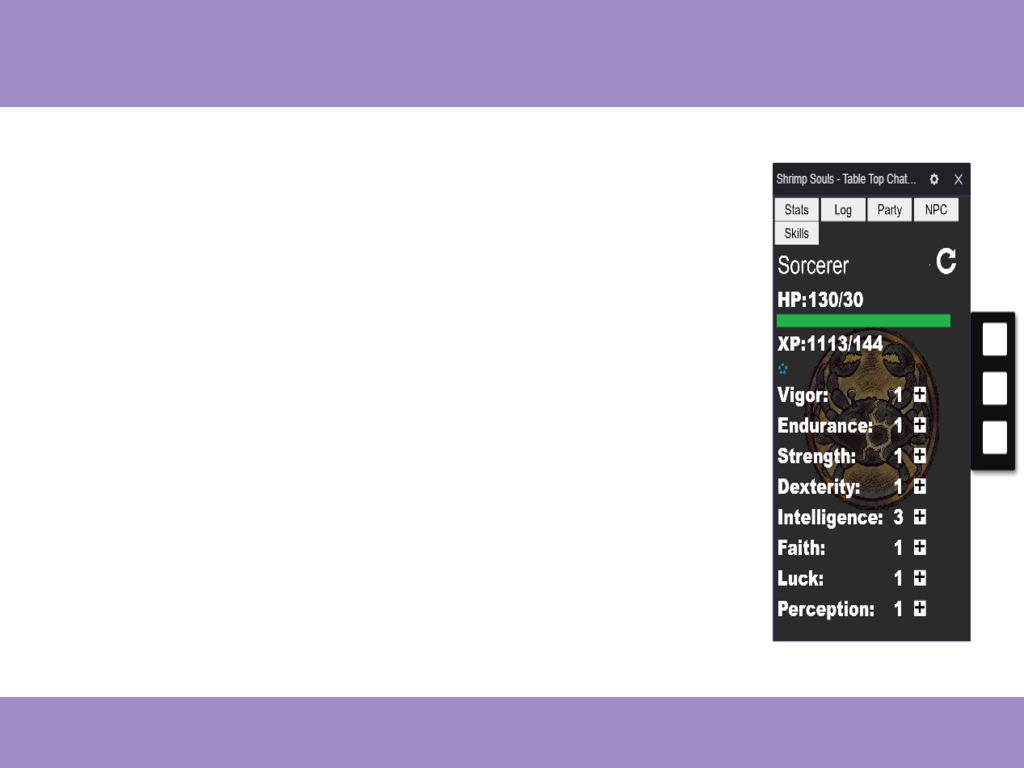 Shrimp Souls - Table Top Chat... X
Stats Log Party NPC
Skills
Sorcerer
HP:130/30
XP:1113/144
Vigor: 1 +
Endurance: 1 +
Strength: 1 +
Dexterity: 1 +
Intelligence: 3 +
Faith: 1 +
Luck: 1 +
Perception: 1 +